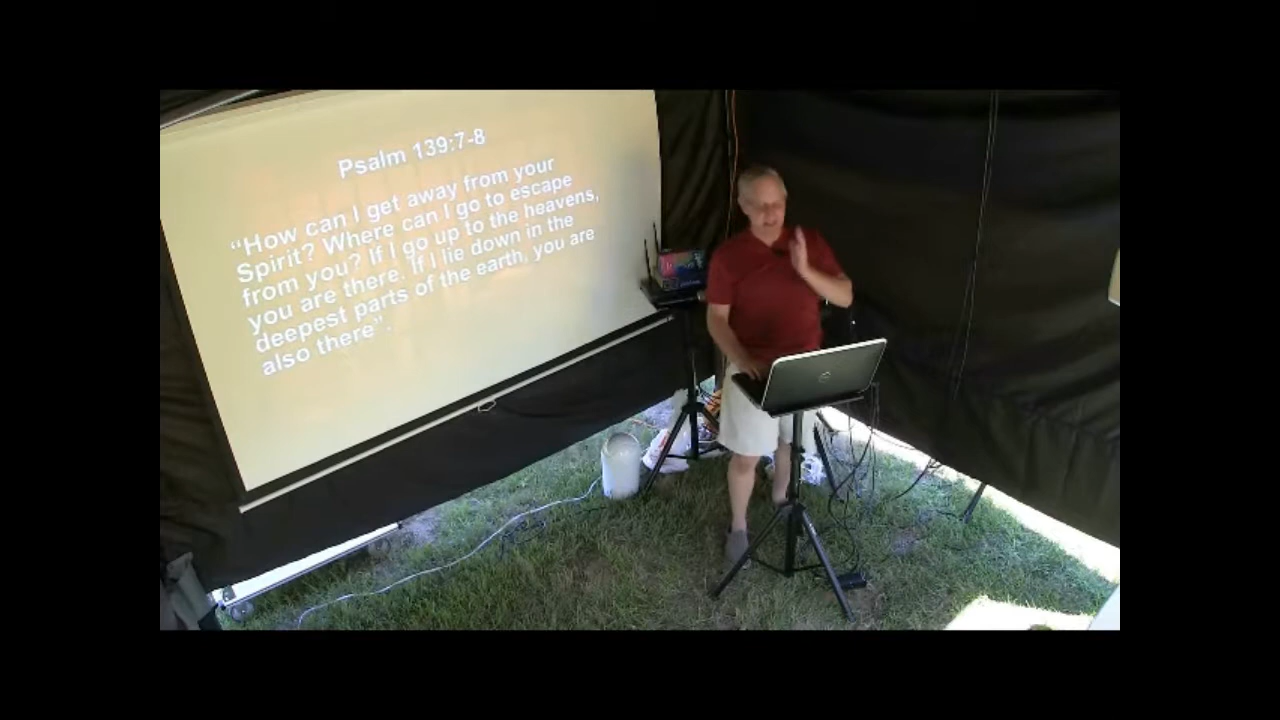 Psalm 139:7-8
“How can I get away from your
Spirit? Where can I go to escape
from you? If I go up to the heavens,
you are there. If I lie down in the
deepest parts of the earth, you are
also there”.